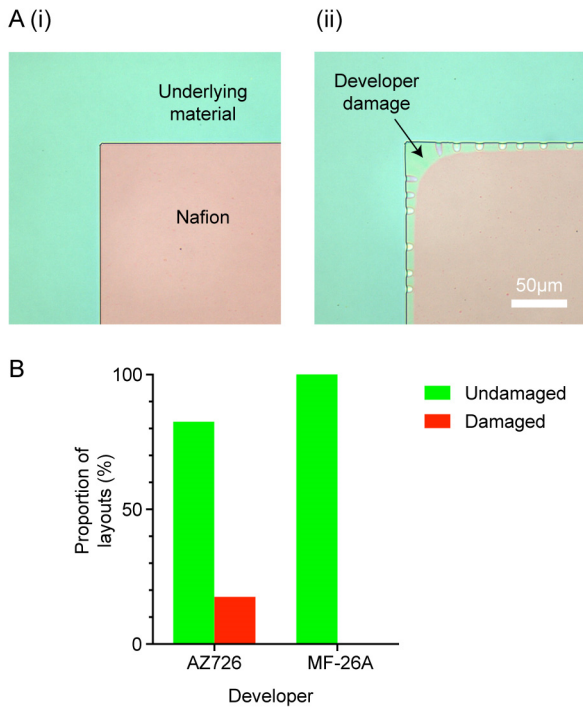 A (i)
(ii)
Underlying
material
Nafion
Developer
damage
50µm
B
Proportion of
layouts (%)
100
50
0
AZ726
MF-26A
Developer
Undamaged
Damaged